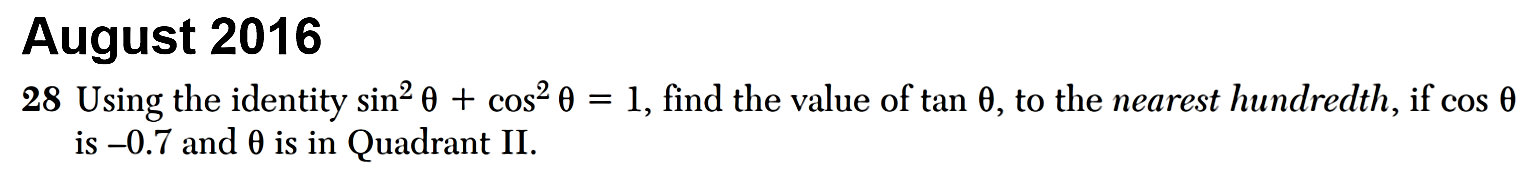 August 2016
28 Using the identity sin² θ + cos² θ = 1, find the value of tan θ, to the nearest hundredth, if cos θ
is –0.7 and θ is in Quadrant II.